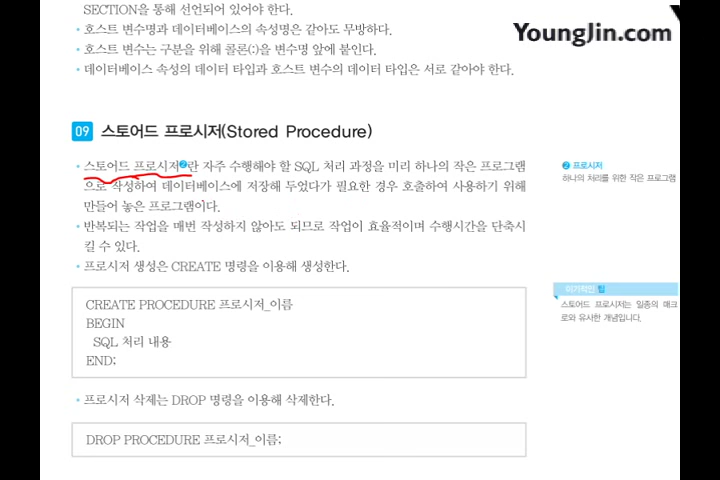 SECTION을 통해 선언되어 있어야 한다.
• 호스트 변수명과 데이터베이스의 속성명은 같아도 무방하다.
• 호스트 변수는 구분을 위해 콜론(:)을 변수명 앞에 붙인다.
• 데이터베이스 속성의 데이터 타입과 호스트 변수의 데이터 타입은 서로 같아야 한다.
YoungJin.com
09 스토어드 프로시저(Stored Procedure)
• 스토어드 프로시저❷란 자주 수행해야 할 SQL 처리 과정을 미리 하나의 작은 프로그램
으로 작성하여 데이터베이스에 저장해 두었다가 필요한 경우 호출하여 사용하기 위해
만들어 놓은 프로그램이다.
• 반복되는 작업을 매번 작성하지 않아도 되므로 작업이 효율적이며 수행시간을 단축시
킬 수 있다.
• 프로시저 생성은 CREATE 명령을 이용해 생성한다.
CREATE PROCEDURE 프로시저_이름
BEGIN
SQL 처리 내용
END;
• 프로시저 삭제는 DROP 명령을 이용해 삭제한다.
DROP PROCEDURE 프로시저_이름;
❷ 프로시저
하나의 처리를 위한 작은 프로그램
이기적인 팁
스토어드 프로시저는 일종의 매크
로와 유사한 개념입니다.